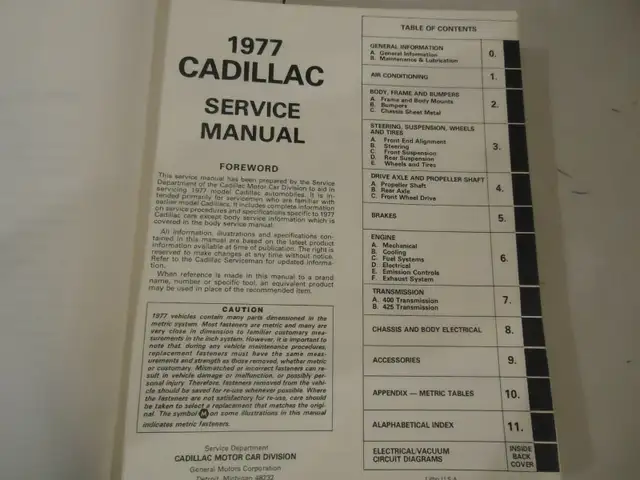 1977
CADILLAC
SERVICE
MANUAL
FOREWORD
This service manual has been prepared by the Service
Department of the Cadillac Motor Car Division to aid in
servicing 1977 model Cadillac automobiles. It is in-
tended primarily for servicemen who are familiar with
earlier model Cadillacs. It includes complete information
on service procedures and specifications specific to 1977
Cadillac cars except body service information which is
covered in the body service manual.
All information, illustrations and specifications con-
tained in this manual are based on the latest product
information available at time of publication. The right is
reserved to make changes at any time without notice.
Refer to the Cadillac Serviceman for updated informa-
tion.
When reference is made in this manual to a brand
name, number or specific tool, an equivalent product
may be used in place of the recommended item.
CAUTION
1977 vehicles contain many parts dimensioned in the
metric system. Most fasteners are metric and many are
very close in dimension to familiar customary mea-
surements in the inch system. However, it is important to
note that, during any vehicle maintenance procedures,
replacement fasteners must have the same meas-
urements and strength as those removed, whether metric
or customary. Mismatched or incorrect fasteners can re-
sult in vehicle damage or malfunction, or possibly per-
sonal injury. Therefore, fasteners removed from the vehi-
cle should be saved for re-use whenever possible. Where
the fasteners are not satisfactory for re-use, care should
be taken to select a replacement that matches the origi-
nal. The symbol M on some illustrations in this manual
indicates metric fasteners.
Service Department
CADILLAC MOTOR CAR DIVISION
General Motors Corporation
Detroit, Michigan 48232
TABLE OF CONTENTS
GENERAL INFORMATION 0.
A. General Information
B. Maintenance & Lubrication
AIR CONDITIONING 1.
BODY, FRAME AND BUMPERS
A. Frame and Body Mounts 2.
B. Bumpers
C. Chassis Sheet Metal
STEERING, SUSPENSION, WHEELS
AND TIRES
A. Front End Alignment
B. Steering 3.
C. Front Suspension
D. Rear Suspension
E. Wheels and Tires
DRIVE AXLE AND PROPELLER SHAFT
A. Propeller Shaft 4.
B. Rear Axle
C. Front Wheel Drive
BRAKES 5.
ENGINE
A. Mechanical
B. Cooling
C. Fuel Systems 6.
D. Electrical
E. Emission Controls
F. Exhaust System
TRANSMISSION
A. 400 Transmission 7.
B. 425 Transmission
CHASSIS AND BODY ELECTRICAL 8.
ACCESSORIES 9.
APPENDIX — METRIC TABLES 10.
ALAPHABETICAL INDEX 11.
ELECTRICAL/VACUUM
CIRCUIT DIAGRAMS
INSIDE
BACK
COVER